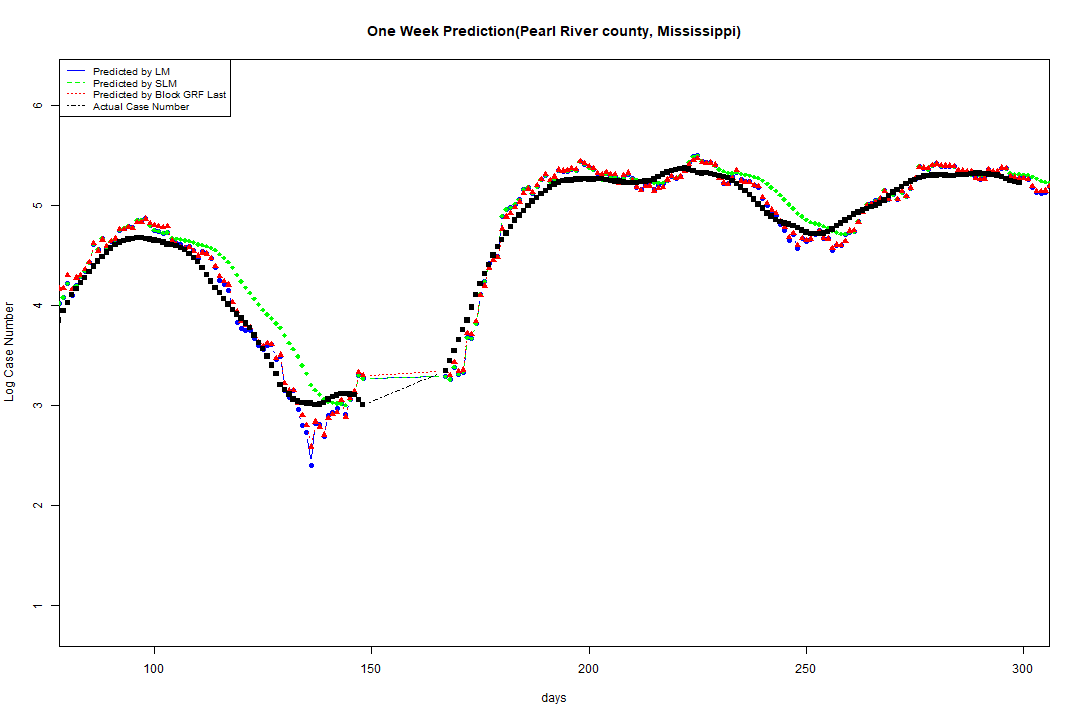 One Week Prediction(Pearl River county, Mississippi)
Predicted by LM
Predicted by SLM
Predicted by Block GRF Last
Actual Case Number
6
5
4
3
2
1
Log Case Number
100 150 200 250 300
days